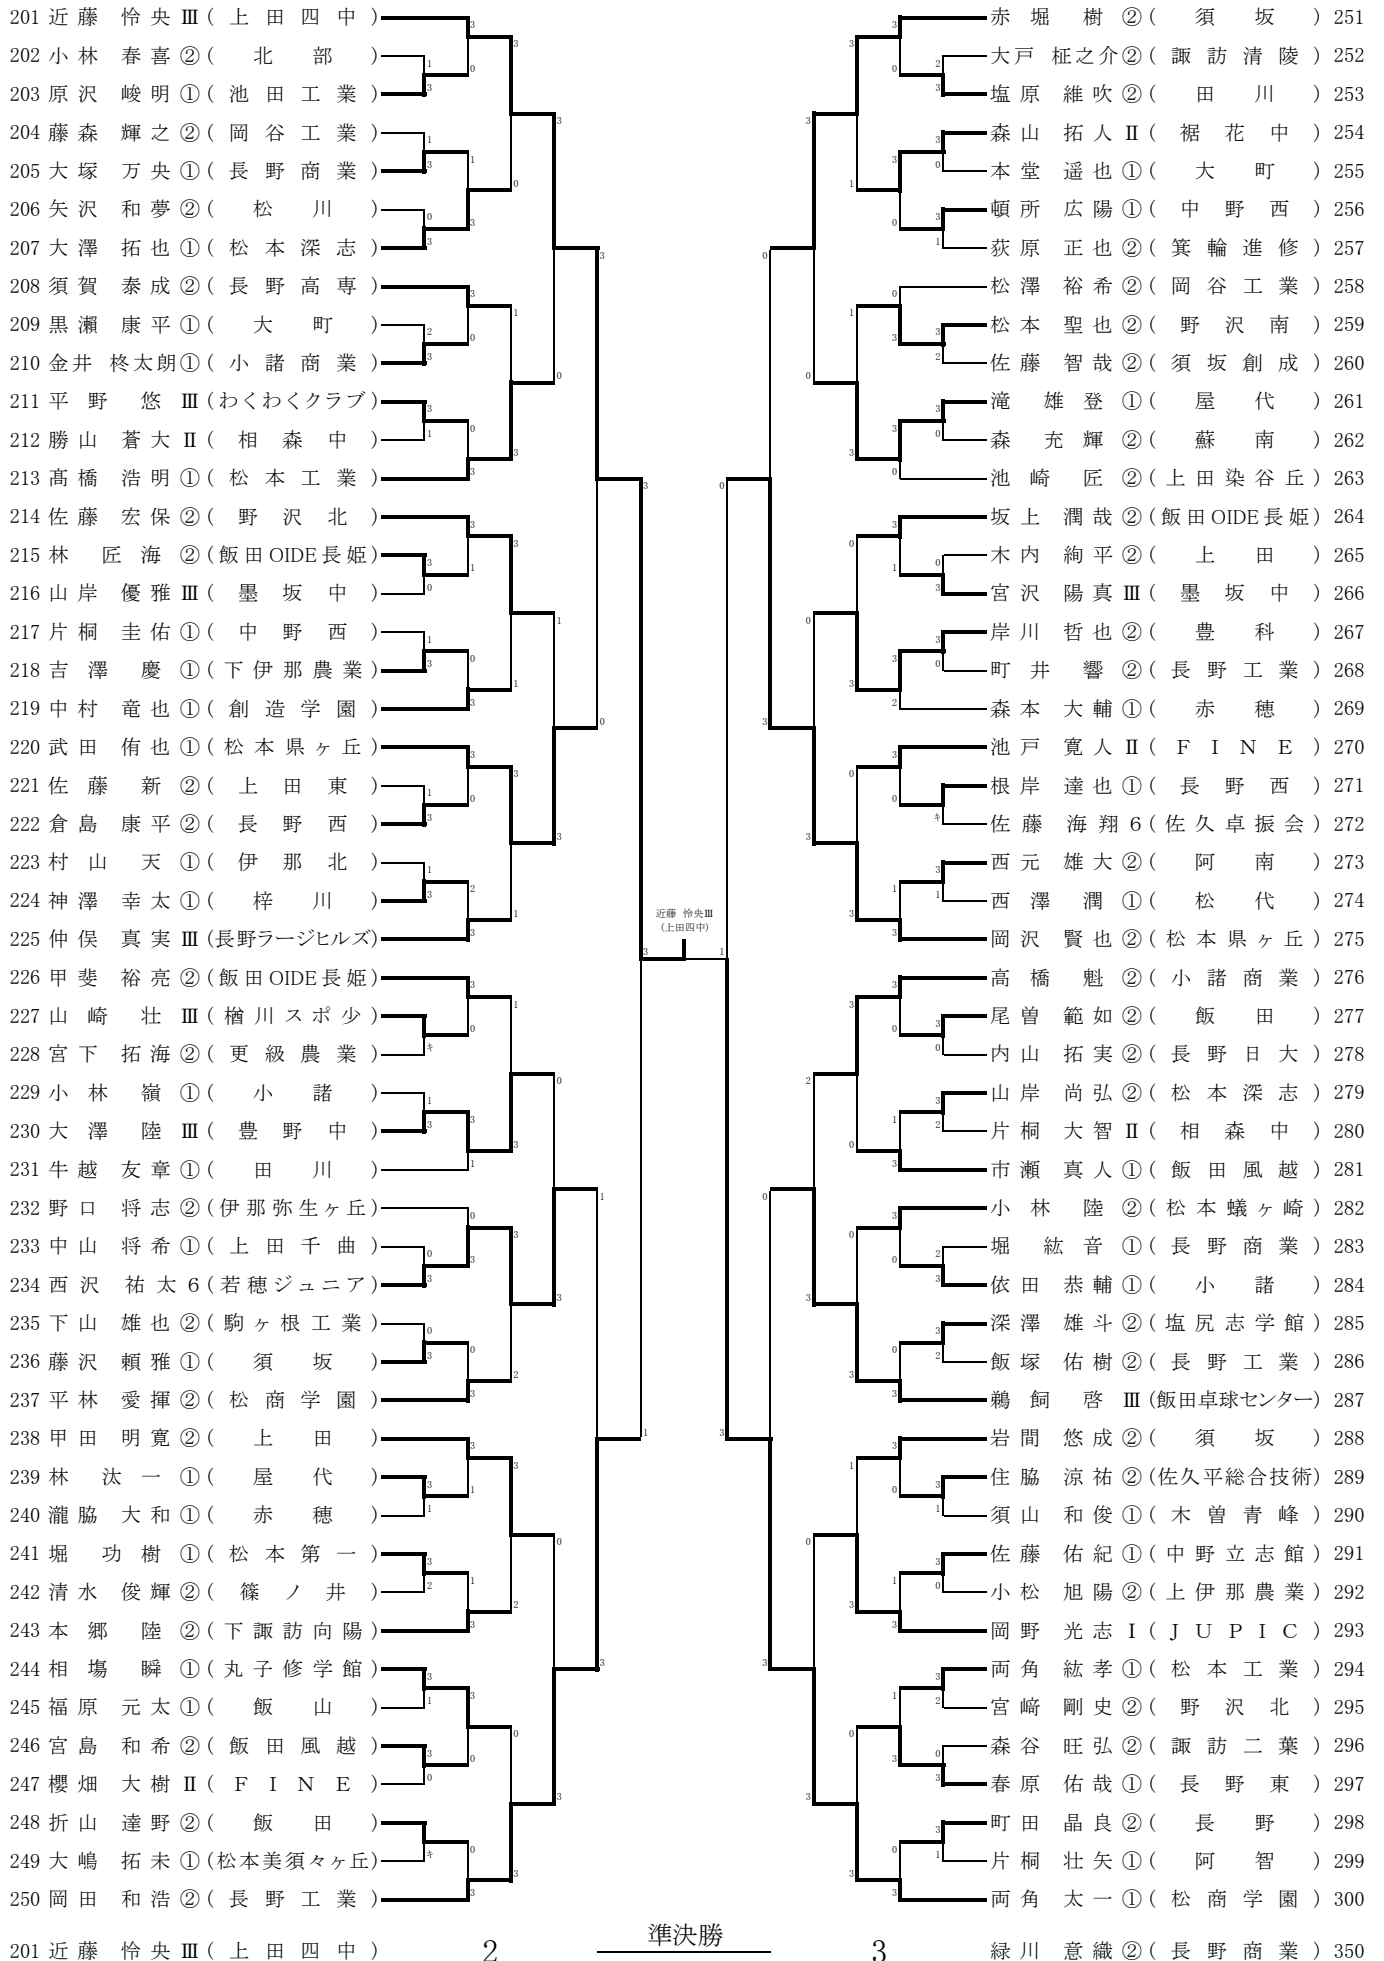 201 近藤 怜央 Ⅲ ( 上田四中 )
202 小林 春喜 ② ( 北部 )
203 原沢 峻明 ① ( 池田工業 )
204 藤森 輝之 ② ( 岡谷工業 )
205 大塚 万央 ① ( 長野商業 )
206 矢沢 和夢 ② ( 松川 )
207 大澤 拓也 ① ( 松本深志 )
208 須賀 泰成 ② ( 長野高専 )
209 黒瀬 康平 ① ( 大町 )
210 金井 柊太朗 ① ( 小諸商業 )
211 平野 悠 Ⅲ (わくわくクラブ)
212 勝山 蒼大 Ⅱ ( 相森中 )
213 髙橋 浩明 ① ( 松本工業 )
214 佐藤 宏保 ② ( 野沢北 )
215 林 匠海 ② (飯田OIDE長姫)
216 山岸 優雅 Ⅲ ( 墨坂中 )
217 片桐 圭佑 ① ( 中野西 )
218 吉澤 慶 ① ( 下伊那農業 )
219 中村 竜也 ① ( 創造学園 )
220 武田 侑也 ① ( 松本県ヶ丘 )
221 佐藤 新 ② ( 上田東 )
222 倉島 康平 ② ( 長野西 )
223 村山 天 ① ( 伊那北 )
224 神澤 幸太 ① ( 梓川 )
225 仲俣 真実 Ⅲ (長野ラージヒルズ)
226 甲斐 裕亮 ② (飯田OIDE長姫)
227 山崎 壮 Ⅲ ( 楢川スポ少 )
228 宮下 拓海 ② ( 更級農業 )
229 小林 嶺 ① ( 小諸 )
230 大澤 陸 Ⅲ ( 豊野中 )
231 牛越 友章 ① ( 田川 )
232 野口 将志 ② (伊那弥生ヶ丘)
233 中山 将希 ① ( 上田千曲 )
234 西沢 祐太 6 (若穂ジュニア)
235 下山 雄也 ② ( 駒ヶ根工業 )
236 藤沢 頼雅 ① ( 須坂 )
237 平林 愛揮 ② ( 松商学園 )
238 甲田 明寛 ② ( 上田 )
239 林 汰一 ① ( 屋代 )
240 瀧脇 大和 ① ( 赤穂 )
241 堀 功樹 ① ( 松本第一 )
242 清水 俊輝 ② ( 篠ノ井 )
243 本郷 陸 ② ( 下諏訪向陽 )
244 相場 瞬 ① ( 丸子修学館 )
245 福原 元太 ① ( 飯山 )
246 宮島 和希 ② ( 飯田風越 )
247 櫻畑 大樹 Ⅱ ( FINE )
248 折山 達野 ② ( 飯田 )
249 大嶋 拓未 ① (松本美須々ヶ丘)
250 岡田 和浩 ② ( 長野工業 )
近藤 怜央Ⅲ
(上田四中)
赤堀 樹 ② ( 須坂 ) 251
大戸 柾之介 ② ( 諏訪清陵 ) 252
塩原 維吹 ② ( 田川 ) 253
森山 拓人 Ⅱ ( 裾花中 ) 254
本堂 遥也 ① ( 大町 ) 255
頓所 広陽 ① ( 中野西 ) 256
荻原 正也 ② ( 箕輪進修 ) 257
松澤 裕希 ② ( 岡谷工業 ) 258
松本 聖也 ② ( 野沢南 ) 259
佐藤 智哉 ② ( 須坂創成 ) 260
滝 雄登 ① ( 屋代 ) 261
森 充輝 ② ( 蘇南 ) 262
池﨑 匠 ② ( 上田染谷丘 ) 263
坂上 潤哉 ② (飯田OIDE長姫) 264
木内 絢平 ② ( 上田 ) 265
宮沢 陽真 Ⅲ ( 墨坂中 ) 266
岸川 哲也 ② ( 豊科 ) 267
町井 響 ② ( 長野工業 ) 268
森本 大輔 ① ( 赤穂 ) 269
池戸 寛人 Ⅱ ( FINE ) 270
根岸 達也 ① ( 長野西 ) 271
佐藤 海翔 6 ( 佐久卓振会 ) 272
西元 雄大 ② ( 阿南 ) 273
西澤 潤 ① ( 松代 ) 274
岡沢 賢也 ② ( 松本県ヶ丘 ) 275
高橋 魁 ② ( 小諸商業 ) 276
尾曽 範如 ② ( 飯田 ) 277
内山 拓実 ② ( 長野日大 ) 278
山岸 尚弘 ② ( 松本深志 ) 279
片桐 大智 Ⅱ ( 相森中 ) 280
市瀬 真人 ① ( 飯田風越 ) 281
小林 陸 ② ( 松本蟻ヶ崎 ) 282
堀 紘音 ① ( 長野商業 ) 283
依田 恭輔 ① ( 小諸 ) 284
深澤 雄斗 ② ( 塩尻志学館 ) 285
飯塚 佑樹 ② ( 長野工業 ) 286
鵜飼 啓 Ⅲ (飯田卓球センター) 287
岩間 悠成 ② ( 須坂 ) 288
住脇 涼祐 ② (佐久平総合技術) 289
須山 和俊 ① ( 木曽青峰 ) 290
佐藤 佑紀 ① ( 中野立志館 ) 291
小松 旭陽 ② ( 上伊那農業 ) 292
岡野 光志 Ⅰ ( JUPIC ) 293
両角 紘孝 ① ( 松本工業 ) 294
宮﨑 剛史 ② ( 野沢北 ) 295
森谷 旺弘 ② ( 諏訪二葉 ) 296
春原 佑哉 ① ( 長野東 ) 297
町田 晶良 ② ( 長野 ) 298
片桐 壮矢 ① ( 阿智 ) 299
両角 太一 ① ( 松商学園 ) 300
準決勝
201 近藤 怜央 Ⅲ ( 上田四中 ) 2 3 緑川 意織 ② ( 長野商業 ) 350